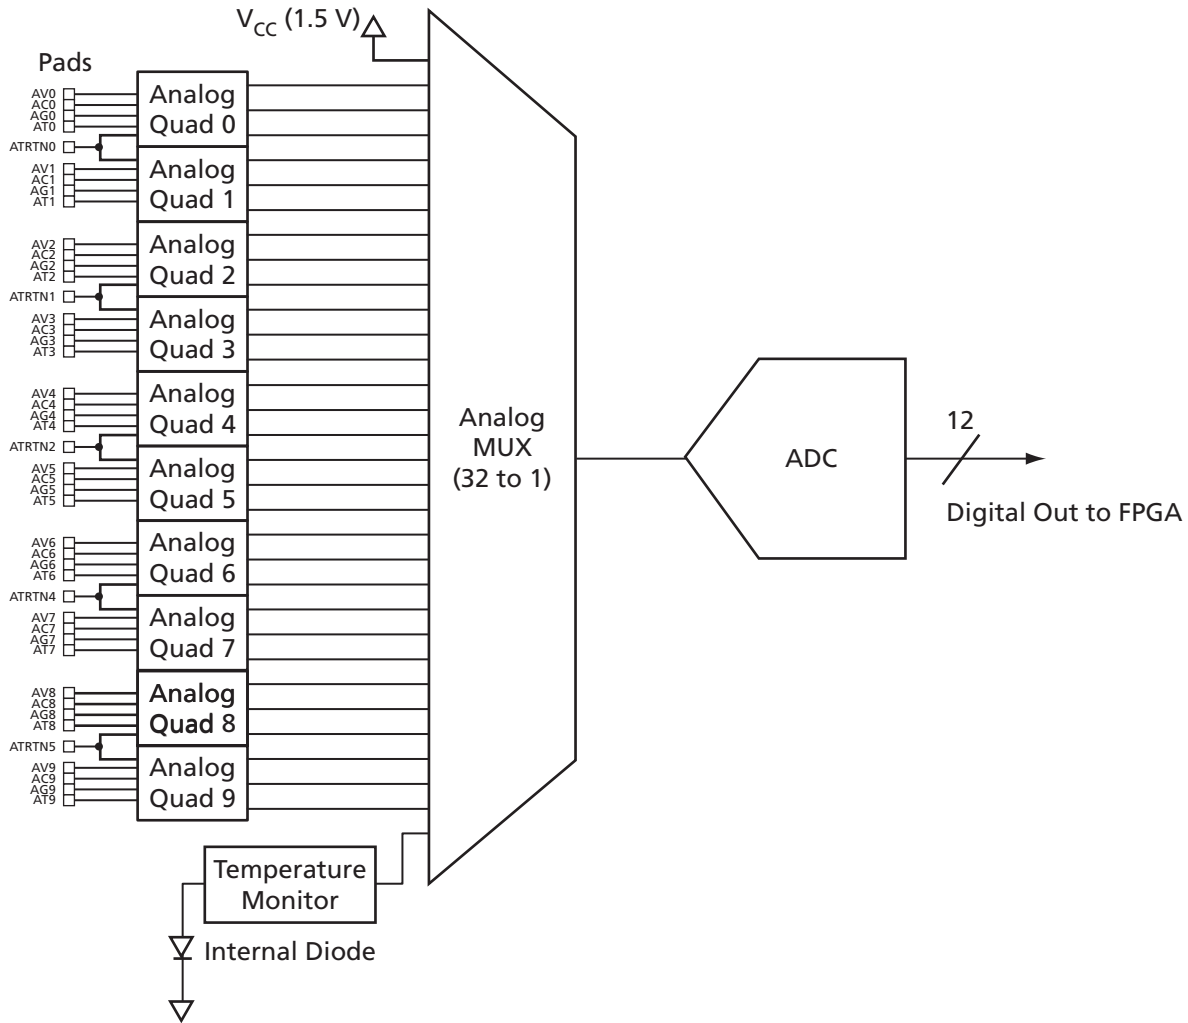 VCC (1.5 V)
Pads
AV0
AC0
AG0
AT0
ATRTN0
AV1
AC1
AG1
AT1
AV2
AC2
AG2
AT2
ATRTN1
AV3
AC3
AG3
AT3
AV4
AC4
AG4
AT4
ATRTN2
AV5
AC5
AG5
AT5
AV6
AC6
AG6
AT6
ATRTN4
AV7
AC7
AG7
AT7
AV8
AC8
AG8
AT8
ATRTN5
AV9
AC9
AG9
AT9
Analog
Quad 0
Analog
Quad 1
Analog
Quad 2
Analog
Quad 3
Analog
Quad 4
Analog
Quad 5
Analog
Quad 6
Analog
Quad 7
Analog
Quad 8
Analog
Quad 9
Temperature
Monitor
Internal Diode
Analog
MUX
(32 to 1)
ADC
12
Digital Out to FPGA